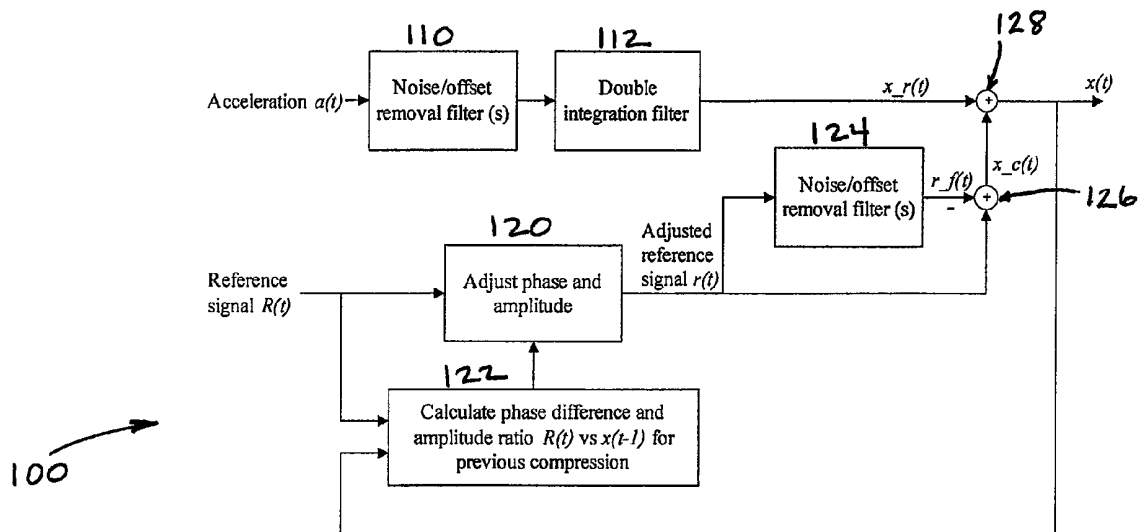 110
112
128
Acceleration a(t)
Noise/offset
removal filter (s)
Double
integration filter
x_r(t)
+
x(t)
124
x_c(t)
Noise/offset
removal filter (s)
r_f(t)
-
+
126
120
Adjusted
reference
signal r(t)
Reference
signal R(t)
Adjust phase and
amplitude
122
Calculate phase difference and
amplitude ratio R(t) vs x(t-1) for
previous compression
100